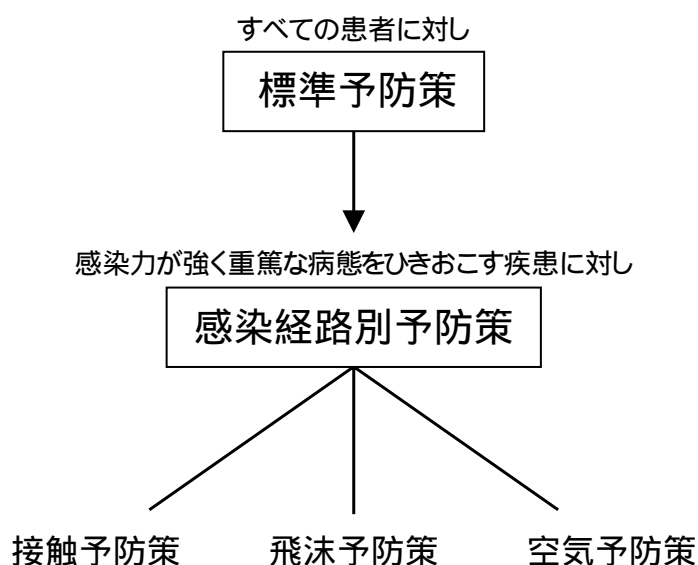 すべての患者に対し
標準予防策
感染力が強く重篤な病態をひきおこす疾患に対し
感染経路別予防策
接触予防策 飛沫予防策 空気予防策